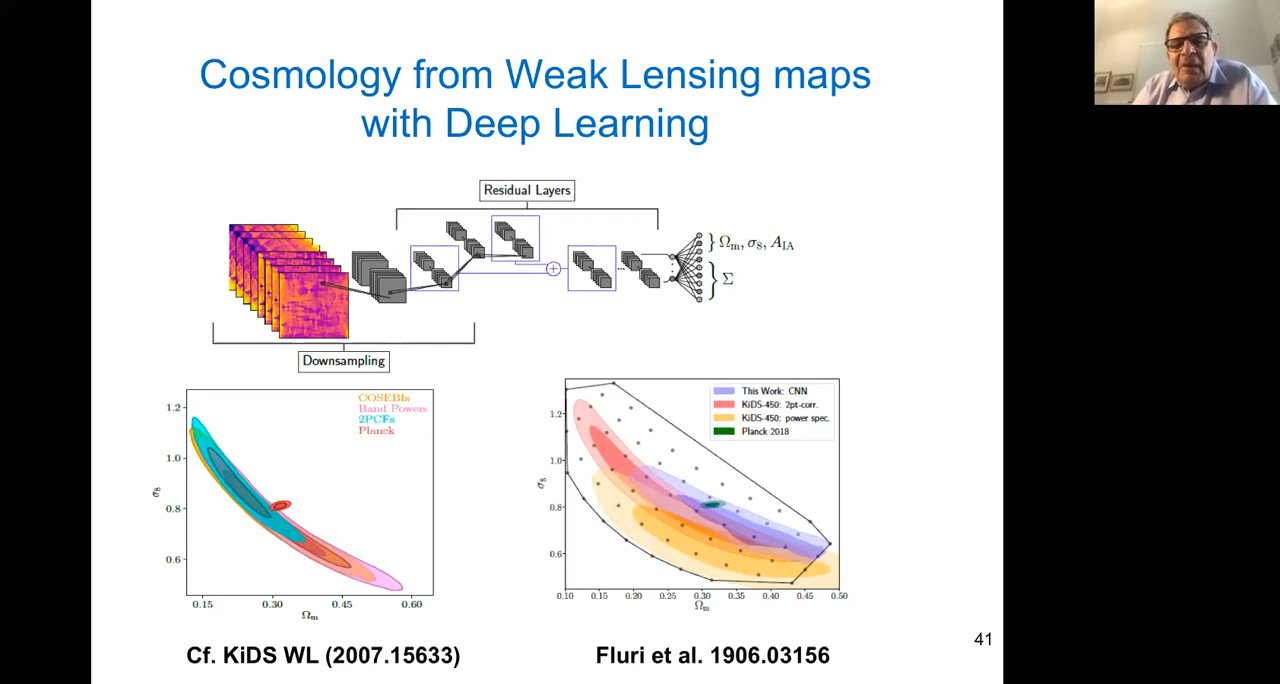 Cosmology from Weak Lensing maps
with Deep Learning
Residual Layers
} Ωm, σ8, AIA
} Σ
Downsampling
COSEBIs
Band Powers
2PCFs
Planck
1.2
1.0
0.8
0.6
σ8
0.15 0.30 0.45 0.60
Ωm
This Work: CNN
KiDS-450: 2pt-corr.
KiDS-450: power spec.
Planck 2018
1.2
1.0
0.8
0.6
σ8
0.10 0.15 0.20 0.25 0.30 0.35 0.40 0.45 0.50
Ωm
Cf. KiDS WL (2007.15633)
Fluri et al. 1906.03156
41